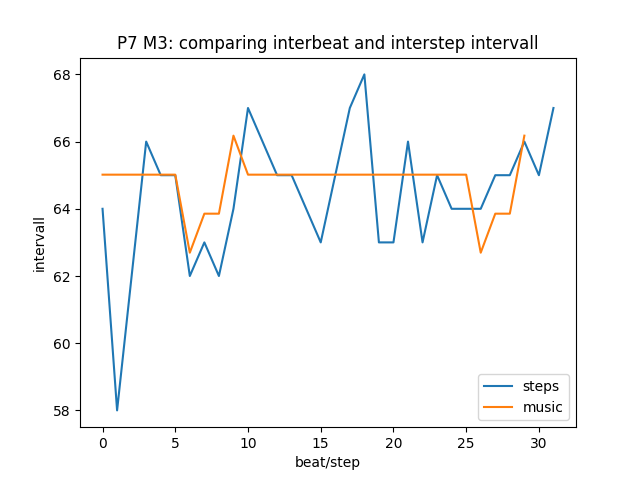 P7 M3: comparing interbeat and interstep intervall
68
66
64
62
60
58
intervall
0 5 10 15 20 25 30
beat/step
steps
music